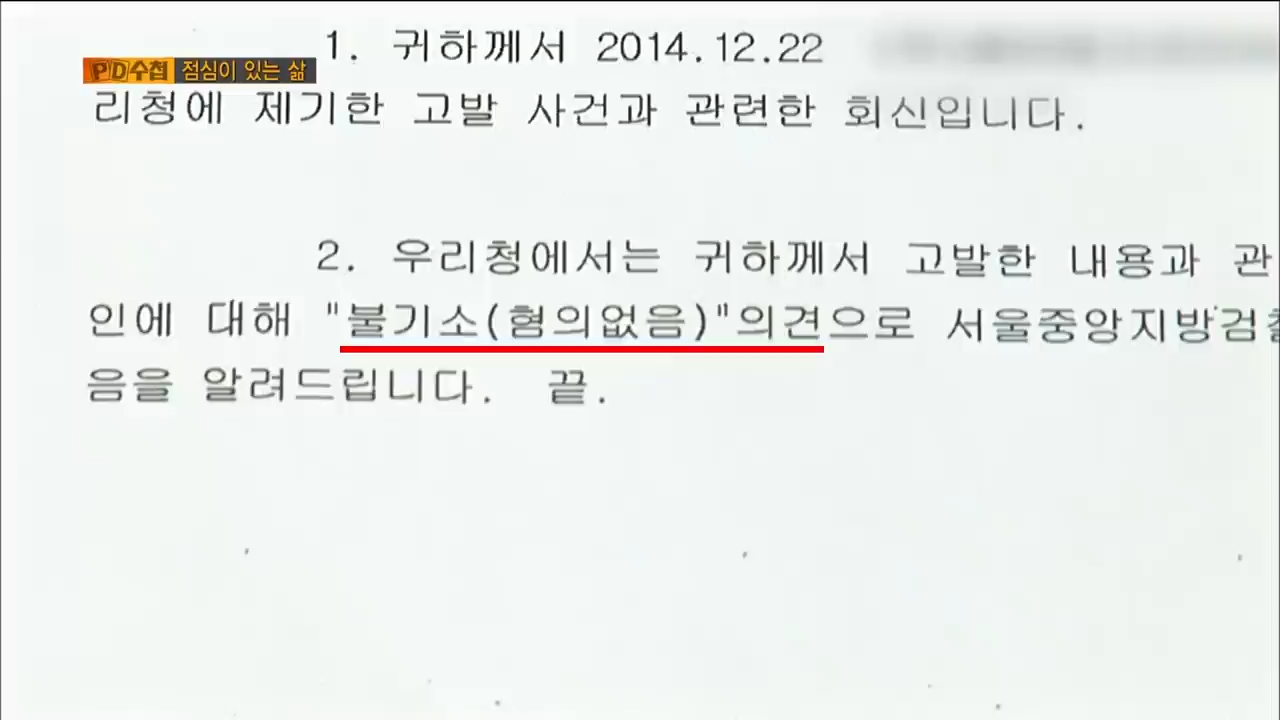 1. 귀하께서 2014.12.22
PD수첩 점심이 있는 삶
리청에 제기한 고발 사건과 관련한 회신입니다.
2. 우리청에서는 귀하께서 고발한 내용과 관
인에 대해 "불기소(혐의없음)"의견으로 서울중앙지방검찰
음을 알려드립니다. 끝.